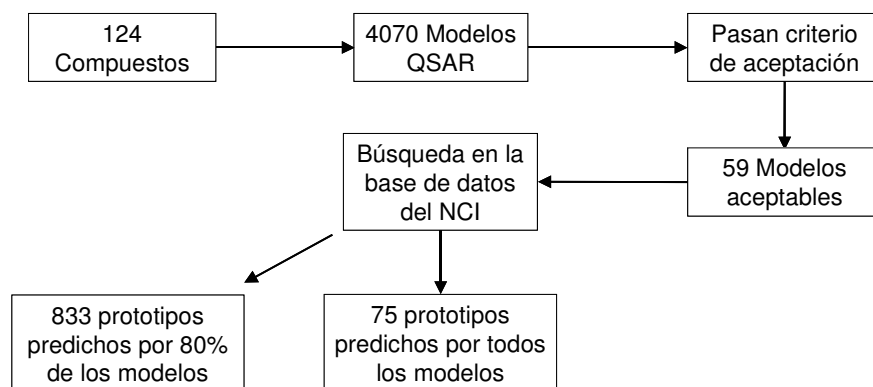 124
Compuestos
4070 Modelos
QSAR
Pasan criterio
de aceptación
59 Modelos
aceptables
Búsqueda en la
base de datos
del NCI
833 prototipos
predichos por 80%
de los modelos
75 prototipos
predichos por todos
los modelos